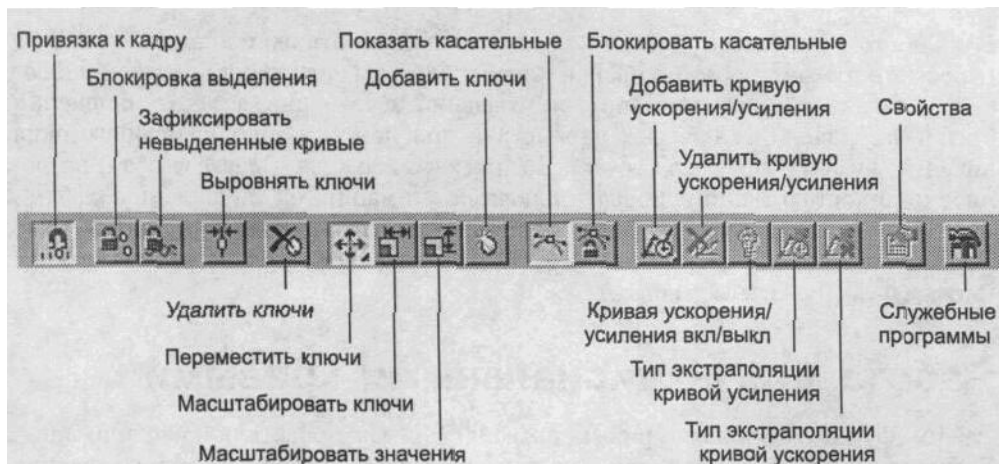 Привязка к кадру
Показать касательные
Блокировать касательные
Блокировка выделения
Добавить ключи
Добавить кривую
ускорения/усиления
Свойства
Зафиксировать
невыделенные кривые
Удалить кривую
ускорения/усиления
Выровнять ключи
Удалить ключи
Кривая ускорения/
усиления вкл/выкл
Служебные
программы
Переместить ключи
Тип экстраполяции
кривой усиления
Масштабировать ключи
Тип экстраполяции
кривой ускорения
Масштабировать значения